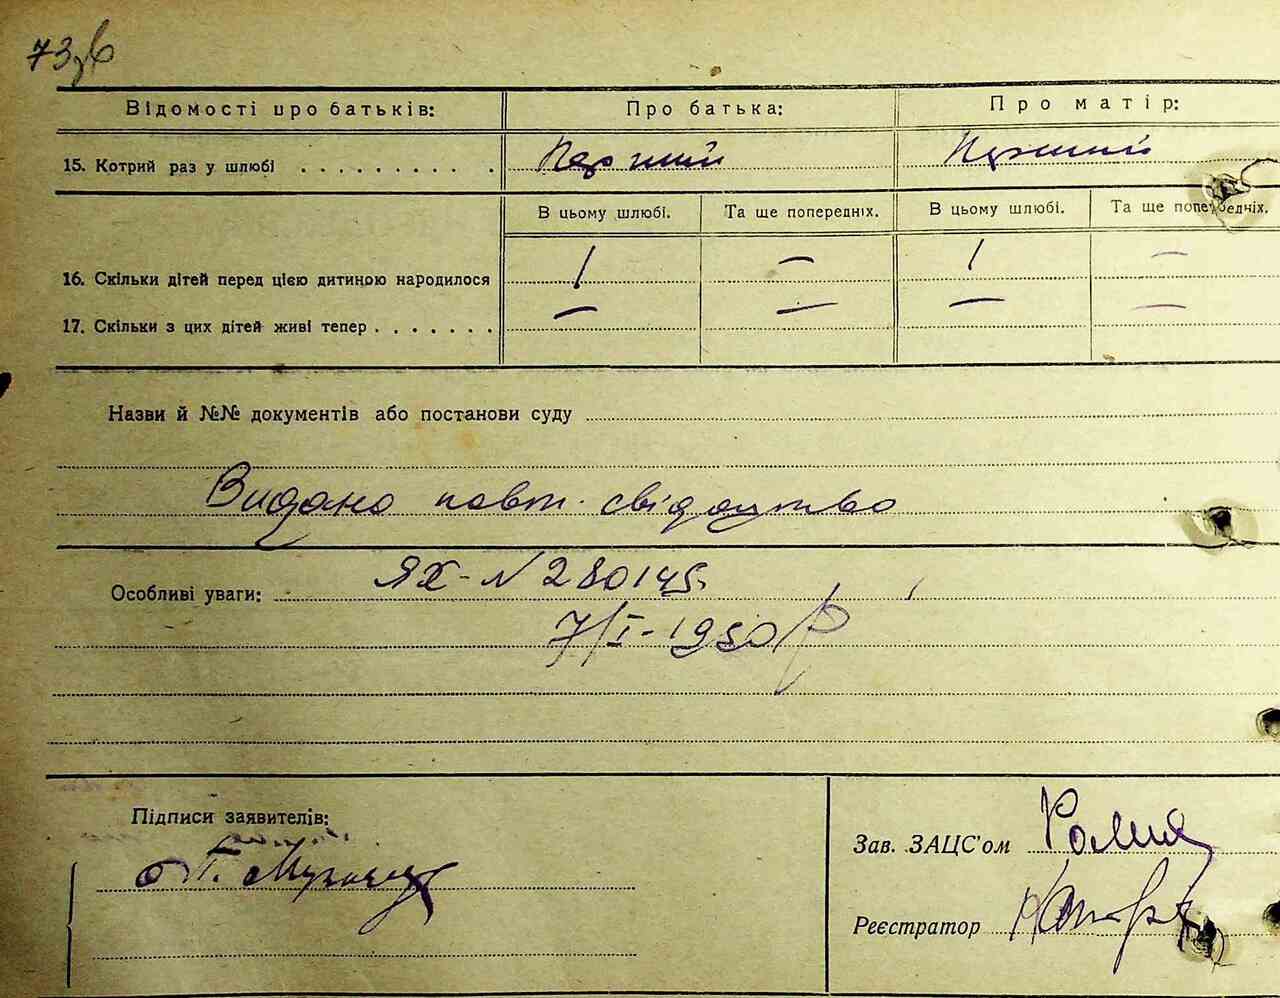 73зв
Відомості про батьків: Про батька: Про матір:
15. Котрий раз у шлюбі . . . . . . . . . . Перший Перший
В цьому шлюбі. Та ще попередніх. В цьому шлюбі. Та ще попередніх.
16. Скільки дітей перед цією дитиною народилося 1 — 1 —
17. Скільки з цих дітей живі тепер . . . . . . . — — — —
Назви й №№ документів або постанови суду
Видано повт. свідоцтво
Особливі уваги: ЯХ - N 280145
7/I - 1950 р
Підписи заявителів:
Зав. ЗАЦС'ом
Реєстратор